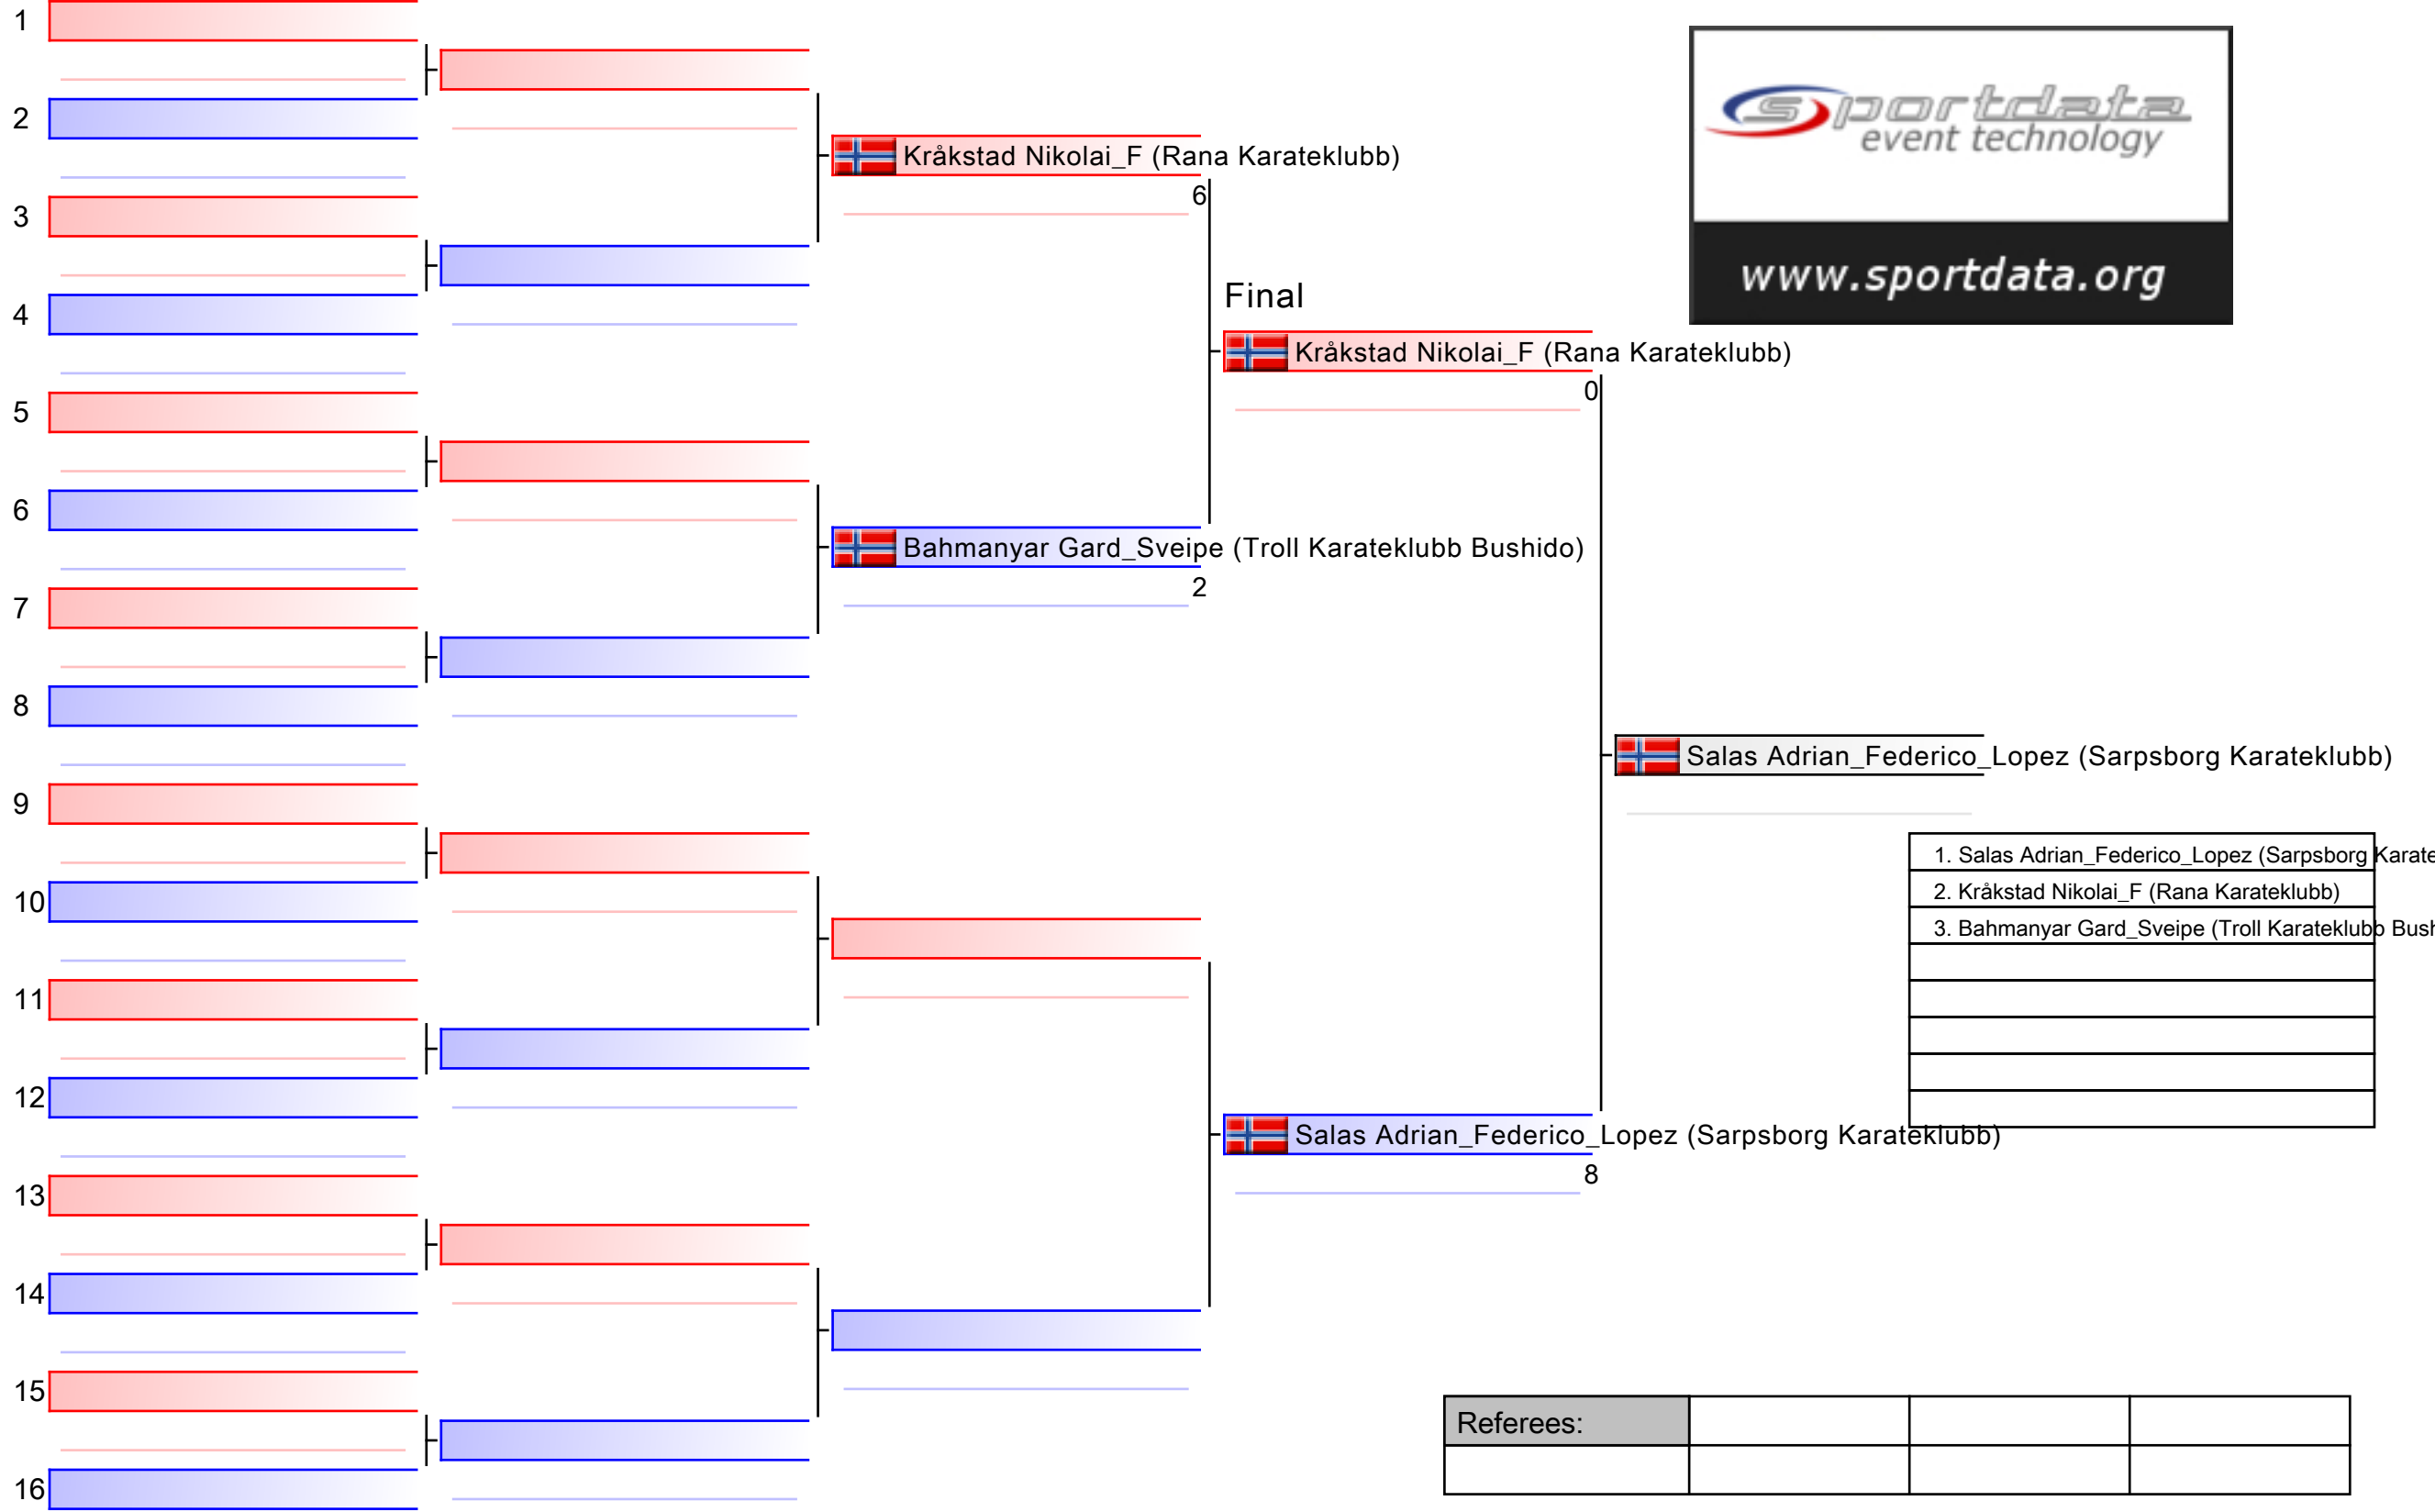 1
2
3
4
5
6
7
8
9
10
11
12
13
14
15
16
Kråkstad Nikolai_F (Rana Karateklubb)
6
Bahmanyar Gard_Sveipe (Troll Karateklubb Bushido)
2
Final
Kråkstad Nikolai_F (Rana Karateklubb)
0
Salas Adrian_Federico_Lopez (Sarpsborg Karateklubb)
8
Salas Adrian_Federico_Lopez (Sarpsborg Karateklubb)
sportdata
event technology
www.sportdata.org
1. Salas Adrian_Federico_Lopez (Sarpsborg Karate
2. Kråkstad Nikolai_F (Rana Karateklubb)
3. Bahmanyar Gard_Sveipe (Troll Karateklubb Bush
Referees: